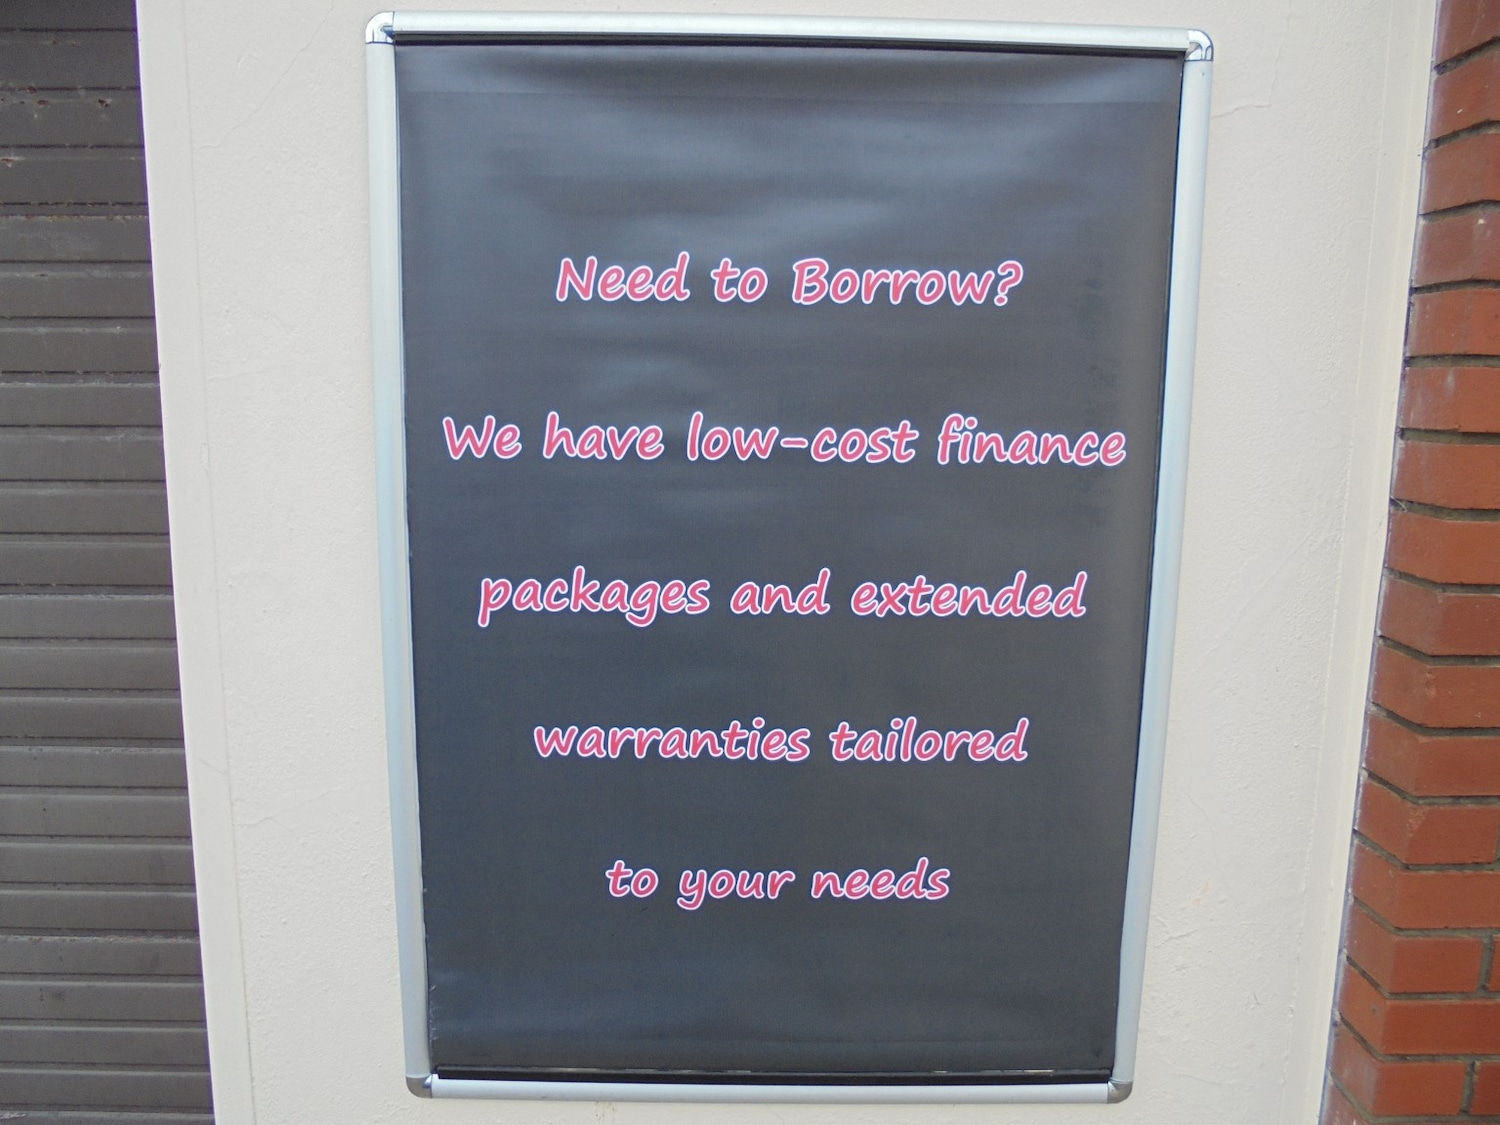 Need to Borrow?
We have low-cost finance
packages and extended
warranties tailored
to your needs